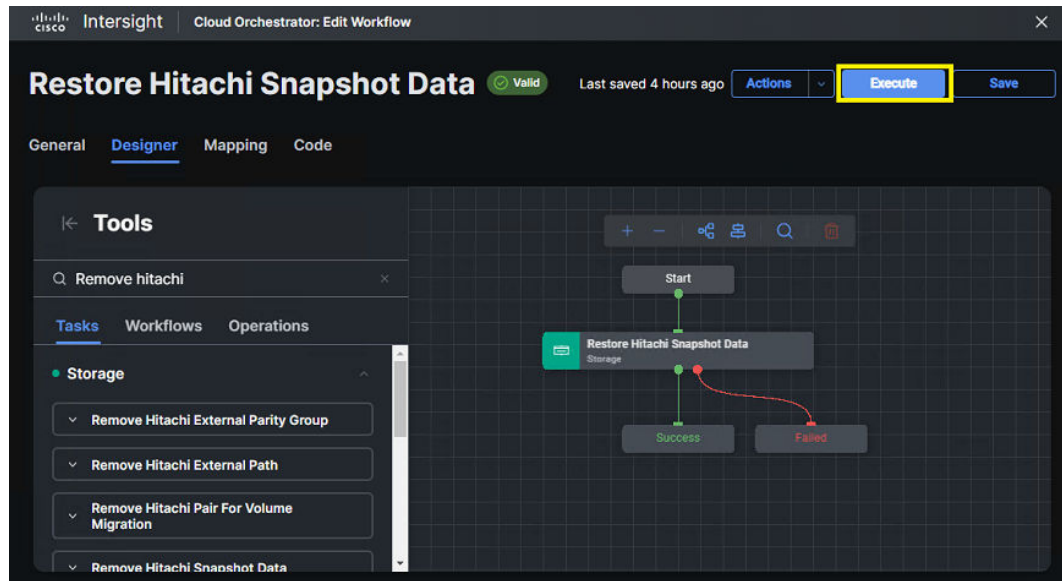 cisco Intersight Cloud Orchestrator: Edit Workflow
Restore Hitachi Snapshot Data Valid Last saved 4 hours ago Actions Execute Save
General Designer Mapping Code
Tools
Remove hitachi
Tasks Workflows Operations
Storage
Remove Hitachi External Parity Group
Remove Hitachi External Path
Remove Hitachi Pair For Volume
Migration
Remove Hitachi Snapshot Data
Start
Restore Hitachi Snapshot Data
Storage
Success Failed